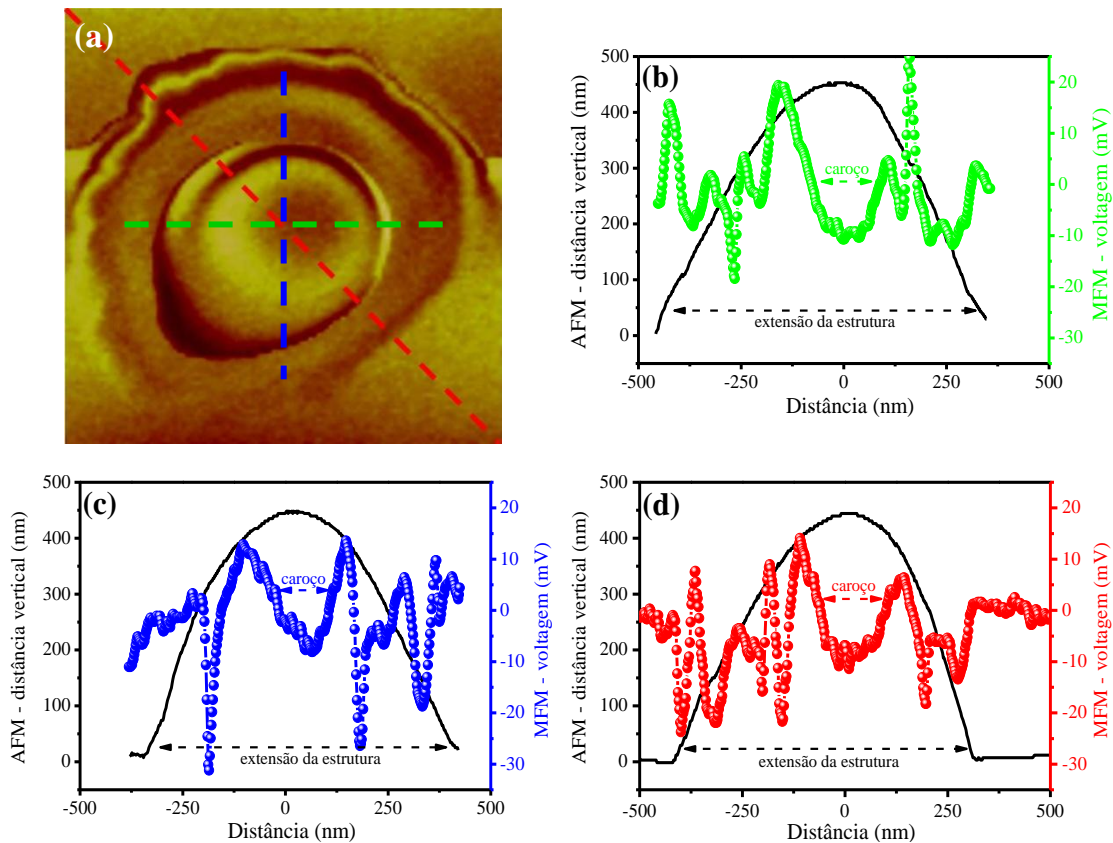 (a)
(b)
AFM - distância vertical (nm)
500
400
300
200
100
0
-500
-250
0
250
500
Distância (nm)
20
10
0
-10
-20
-30
MFM - voltagem (mV)
caroço
extensão da estrutura
(c)
AFM - distância vertical (nm)
500
400
300
200
100
0
-500
-250
0
250
500
Distância (nm)
20
10
0
-10
-20
-30
MFM - voltagem (mV)
caroço
extensão da estrutura
(d)
AFM - distância vertical (nm)
500
400
300
200
100
0
-500
-250
0
250
500
Distância (nm)
20
10
0
-10
-20
-30
MFM - voltagem (mV)
caroço
extensão da estrutura